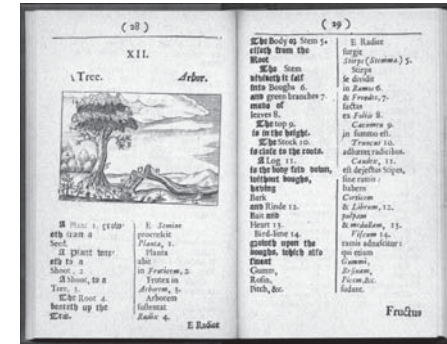 ( 28 )
XII.
A Tree.
Arbor.
A Plant 1. grow-
eth from a
Seed.
A Plant
eth to a
Shoot, 2
A Shoot, to a
Tree, 3.
The Root 4.
beareth up the
Tree.
E Semine
procrescit
Planta, 1.
Planta
abit
in Fruticem, 2.
Frutex in
Arborem, 3.
Arborem
sustentat
Radix 4.
E Radice
( 29 )
The Body or Stem 5.
riseth from the
Root
The Stem
divideth it self
into Boughs 6.
and green branches 7.
made of
leaves 8.
The top 9.
is in the height.
The Stock 10.
is close to the roots.
A Log 11.
is the body feld down,
without boughs,
having
Bark
and Rinde 12.
and
Heart 13.
Bird-lime 14.
groweth upon the
boughs, which also
sweat
Gumm,
Rosin,
Pitch, &c.
E Radice
surgit
Stirps (Stemma.) 5.
Stirps
se dividit
in Ramos 6.
& Frondes, 7.
factas
ex Foliis 8.
Cacumen 9.
in summo est.
Truncus 10.
adhæret radicibus.
Caudex, 11.
est dejectus Stipes,
sine ramis:
habens
Corticem
& Librum, 12.
pulpam
& medullam, 13.
Viscum 14.
ramis adnascitur:
qui etiam
Gummi,
Resinam,
Picem &c.
sudant.
Fructus